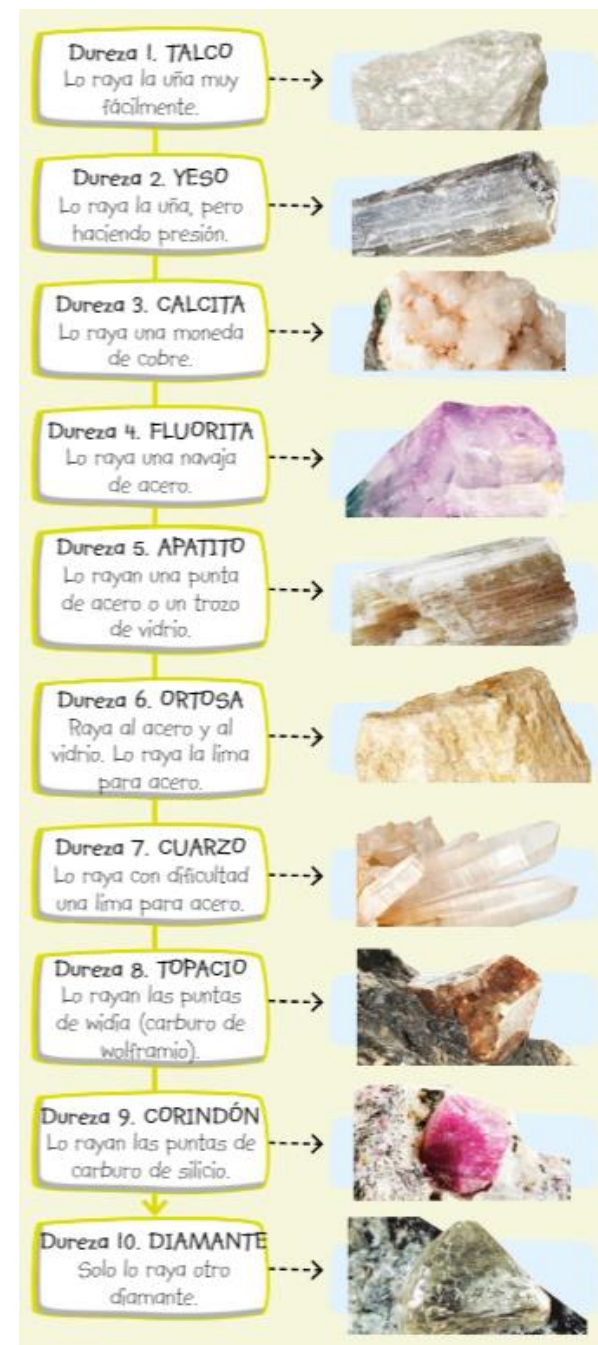 Dureza 1. TALCO
Lo raya la uña muy
fácilmente.
Dureza 2. YESO
Lo raya la uña, pero
haciendo presión.
Dureza 3. CALCITA
Lo raya una moneda
de cobre.
Dureza 4. FLUORITA
Lo raya una navaja
de acero.
Dureza 5. APATITO
Lo rayan una punta
de acero o un trozo
de vidrio.
Dureza 6. ORTOSA
Raya al acero y al
vidrio. Lo raya la lima
para acero.
Dureza 7. CUARZO
Lo raya con dificultad
una lima para acero.
Dureza 8. TOPACIO
Lo rayan las puntas
de widia (carburo de
wolframio).
Dureza 9. CORINDÓN
Lo rayan las puntas de
carburo de silicio.
Dureza 10. DIAMANTE
Solo lo raya otro
diamante.